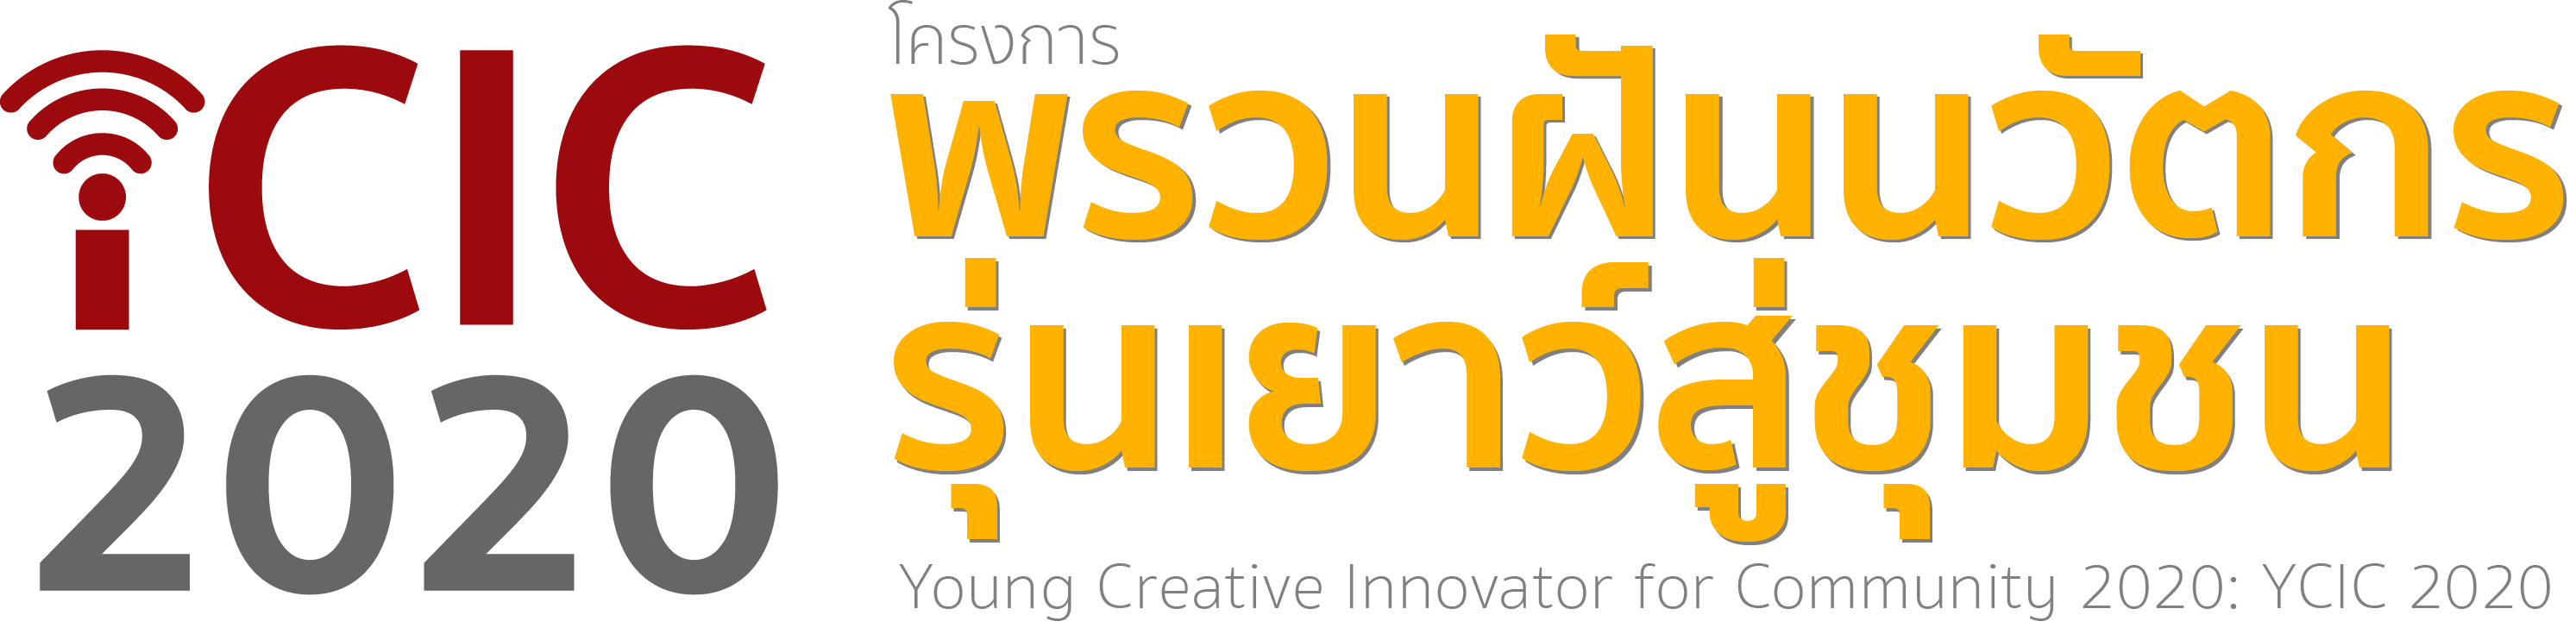 YCIC
2020
โครงการ
พรวนฝันนวัตกร
รุ่นเยาว์สู่ชุมชน
Young Creative Innovator for Community 2020: YCIC 2020